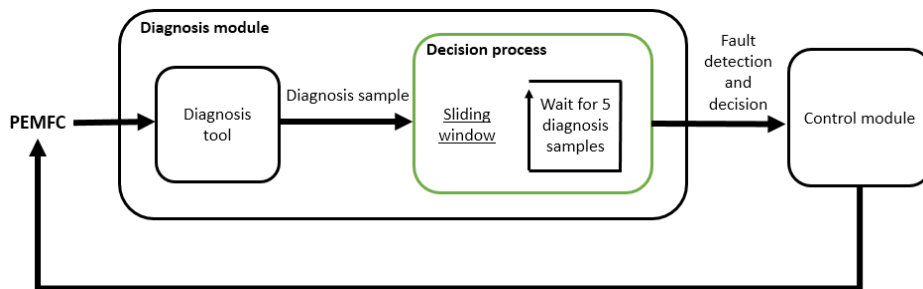 Diagnosis module
Decision process
Fault
detection
and
decision
Diagnosis sample
PEMFC
Diagnosis
tool
Sliding
window
Wait for 5
diagnosis
samples
Control module